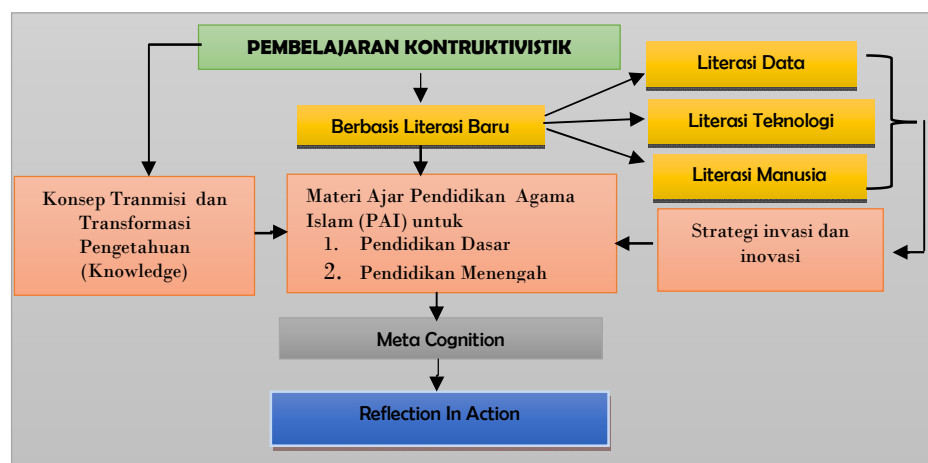 PEMBELAJARAN KONTRUKTIVISTIK
Literasi Data
Berbasis Literasi Baru
Literasi Teknologi
Literasi Manusia
Konsep Tranmisi dan
Transformasi
Pengetahuan
(Knowledge)
Materi Ajar Pendidikan Agama
Islam (PAI) untuk
1. Pendidikan Dasar
2. Pendidikan Menengah
Strategi invasi dan
inovasi
Meta Cognition
Reflection In Action